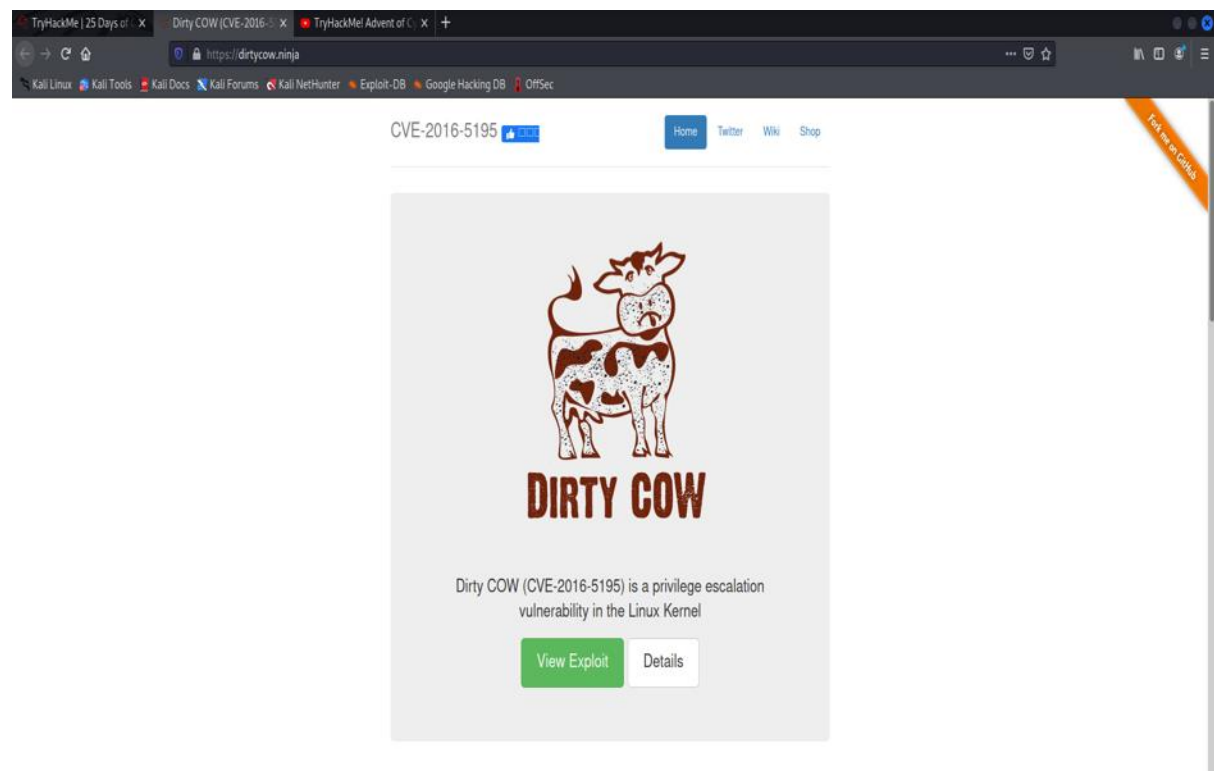 TryHackMe | 25 Days of
Dirty COW (CVE-2016-5
TryHackMe! Advent of Cy
https://dirtycow.ninja
Kali Linux Kali Tools Kali Docs Kali Forums Kali NetHunter Exploit-DB Google Hacking DB OffSec
CVE-2016-5195
Home Twitter Wiki Shop
Fork me on GitHub
DIRTY COW
Dirty COW (CVE-2016-5195) is a privilege escalation
vulnerability in the Linux Kernel
View Exploit Details